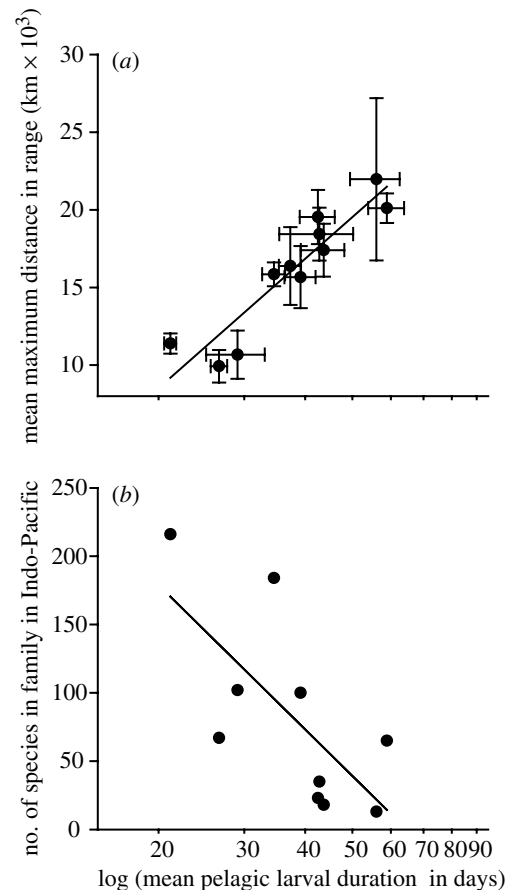 (a)
mean maximum distance in range (km × 10³)
30
25
20
15
10
(b)
no. of species in family in Indo-Pacific
250
200
150
100
50
0
20 30 40 50 60 70 80 90
log (mean pelagic larval duration in days)